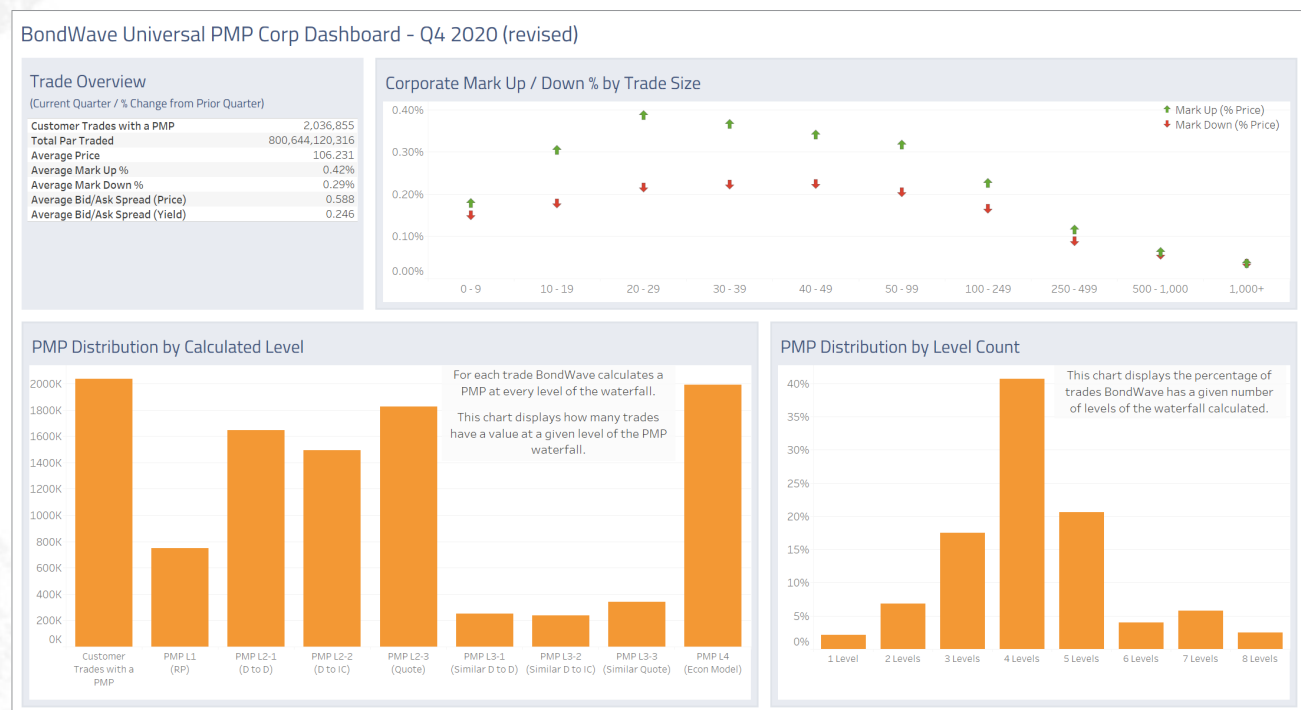 BondWave Universal PMP Corp Dashboard - Q4 2020 (revised)
Trade Overview
(Current Quarter / % Change from Prior Quarter)
Customer Trades with a PMP 2,036,855
Total Par Traded 800,644,120,316
Average Price 106.231
Average Mark Up % 0.42%
Average Mark Down % 0.29%
Average Bid/Ask Spread (Price) 0.588
Average Bid/Ask Spread (Yield) 0.246
Corporate Mark Up / Down % by Trade Size
0.40%
0.30%
0.20%
0.10%
0.00%
Mark Up (% Price)
Mark Down (% Price)
0 - 9 10 - 19 20 - 29 30 - 39 40 - 49 50 - 99 100 - 249 250 - 499 500 - 1,000 1,000+
PMP Distribution by Calculated Level
For each trade BondWave calculates a
PMP at every level of the waterfall.
This chart displays how many trades
have a value at a given level of the PMP
waterfall.
2000K
1800K
1600K
1400K
1200K
1000K
800K
600K
400K
200K
0K
Customer
Trades with a
PMP
PMP L1
(RP)
PMP L2-1
(D to D)
PMP L2-2
(D to IC)
PMP L2-3
(Quote)
PMP L3-1
(Similar D to D)
PMP L3-2
(Similar D to IC)
PMP L3-3
(Similar Quote)
PMP L4
(Econ Model)
PMP Distribution by Level Count
This chart displays the percentage of
trades BondWave has a given number
of levels of the waterfall calculated.
40%
35%
30%
25%
20%
15%
10%
5%
0%
1 Level 2 Levels 3 Levels 4 Levels 5 Levels 6 Levels 7 Levels 8 Levels